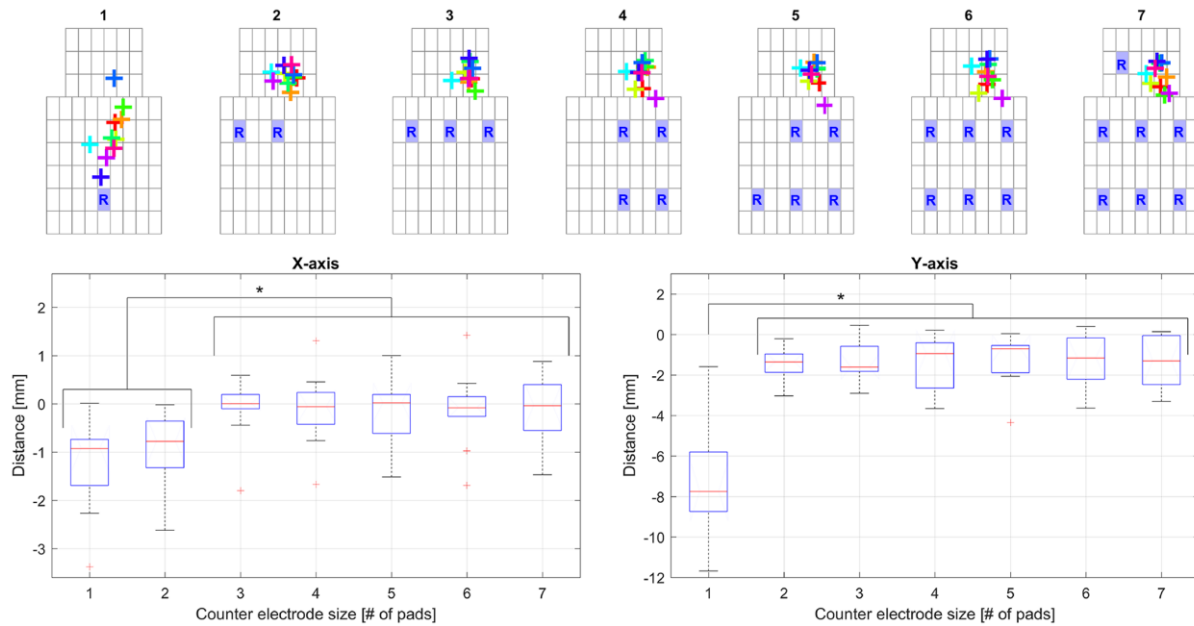 1 2 3 4 5 6 7
R
R R R R R R R R R R R R R
R R R R R R R R R R R R
X-axis
*
2
1
0
-1
-2
-3
Distance [mm]
1 2 3 4 5 6 7
Counter electrode size [# of pads]
Y-axis
*
2
0
-2
-4
-6
-8
-10
-12
Distance [mm]
1 2 3 4 5 6 7
Counter electrode size [# of pads]